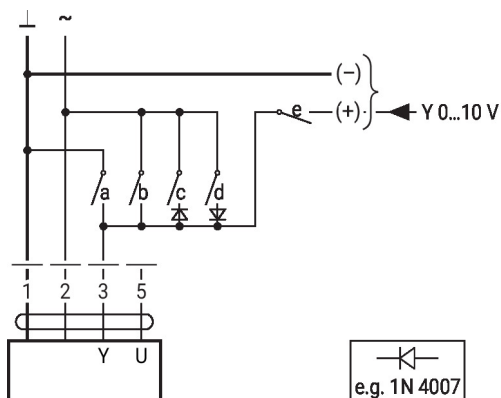 ⊥ ~
(–)
e (+) Y 0...10 V
a b c d
1 2 3 5
Y U
e.g. 1N 4007